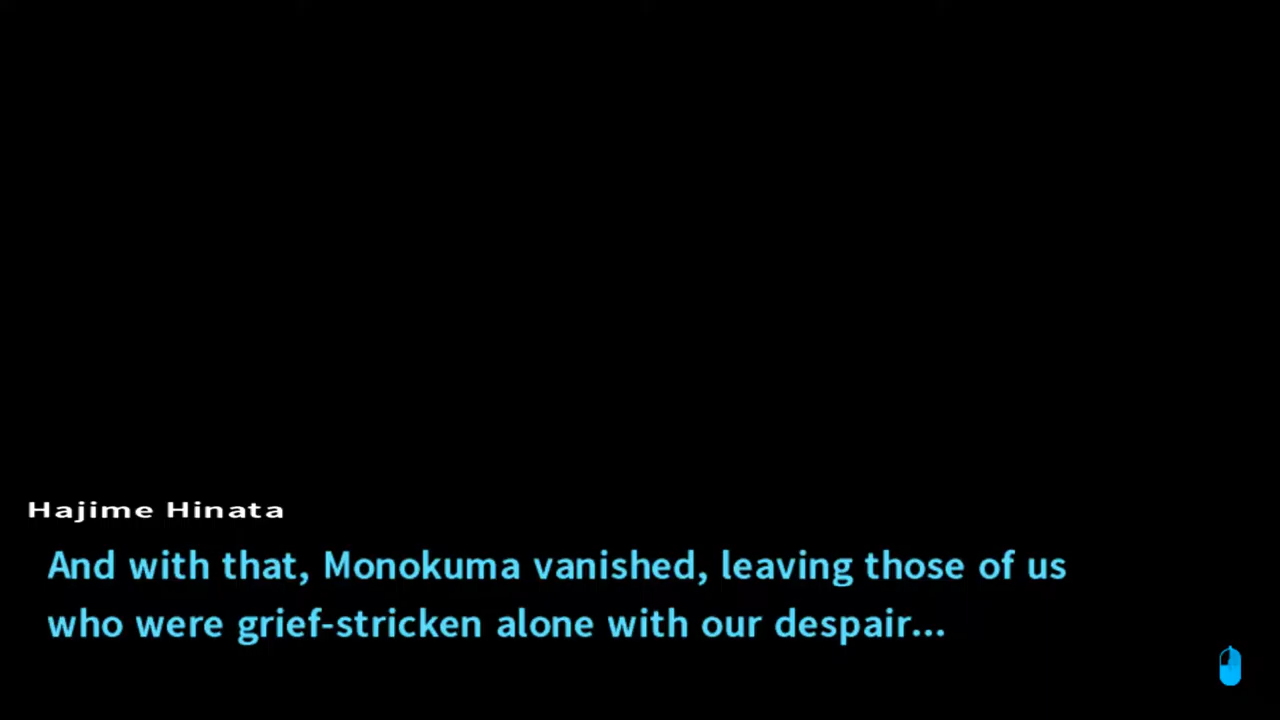 Hajime Hinata
And with that, Monokuma vanished, leaving those of us
who were grief-stricken alone with our despair...